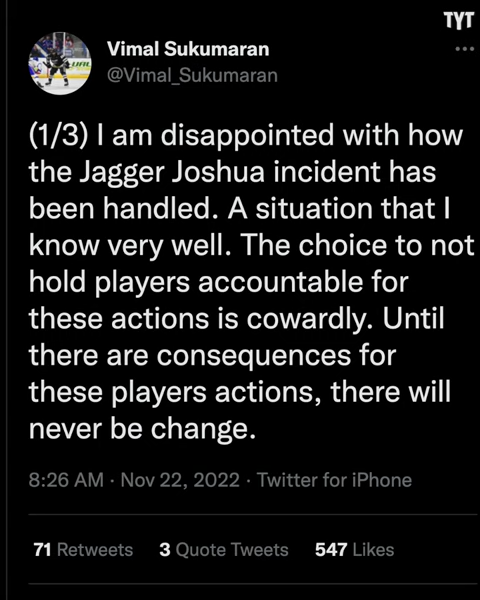 TYT
Vimal Sukumaran
@Vimal_Sukumaran
(1/3) I am disappointed with how
the Jagger Joshua incident has
been handled. A situation that I
know very well. The choice to not
hold players accountable for
these actions is cowardly. Until
there are consequences for
these players actions, there will
never be change.
8:26 AM · Nov 22, 2022 · Twitter for iPhone
71 Retweets 3 Quote Tweets 547 Likes